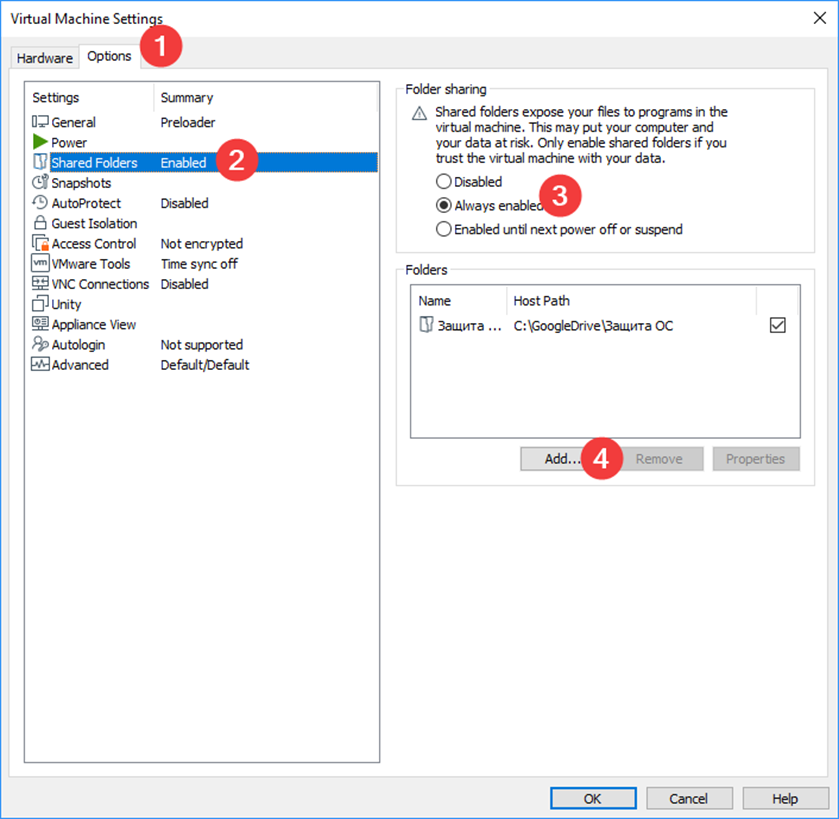 Virtual Machine Settings
1
Hardware Options
Settings Summary
General Preloader
Power
Shared Folders Enabled 2
Snapshots
AutoProtect Disabled
Guest Isolation
Access Control Not encrypted
vm VMware Tools Time sync off
VNC Connections Disabled
Unity
Appliance View
Autologin Not supported
Advanced Default/Default
Folder sharing
Shared folders expose your files to programs in the
virtual machine. This may put your computer and
your data at risk. Only enable shared folders if you
trust the virtual machine with your data.
Disabled
Always enabled 3
Enabled until next power off or suspend
Folders
Name Host Path
Защита ... C:\GoogleDrive\Защита ОС
Add... 4 Remove Properties
OK Cancel Help